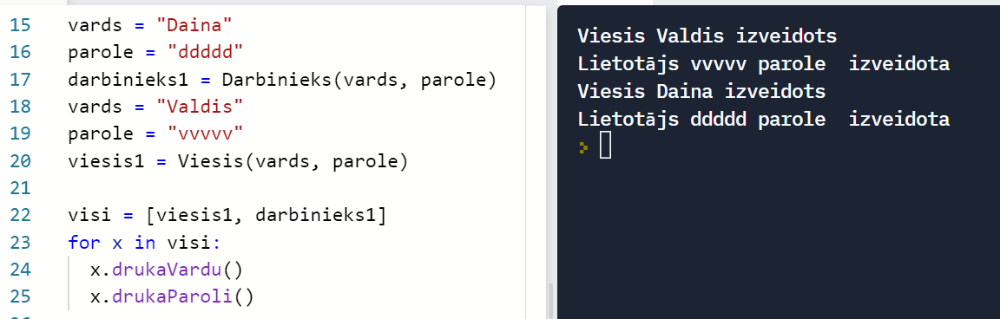 15 vards = "Daina"
16 parole = "ddddd"
17 darbinieks1 = Darbinieks(vards, parole)
18 vards = "Valdis"
19 parole = "vvvvv"
20 viesis1 = Viesis(vards, parole)
21
22 visi = [viesis1, darbinieks1]
23 for x in visi:
24 x.drukaVardu()
25 x.drukaParoli()
Viesis Valdis izveidots
Lietotājs vvvvv parole  izveidota
Viesis Daina izveidots
Lietotājs ddddd parole  izveidota
>